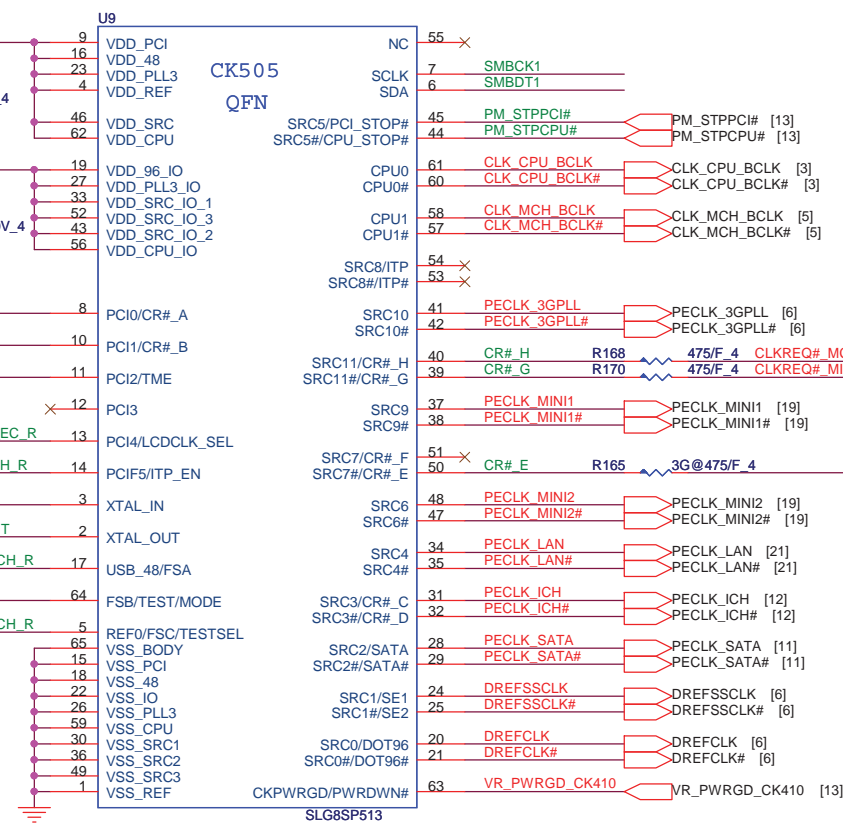 U9
CK505
QFN
9 VDD_PCI
16 VDD_48
23 VDD_PLL3
4 VDD_REF
_4
46 VDD_SRC
62 VDD_CPU
19 VDD_96_IO
27 VDD_PLL3_IO
33 VDD_SRC_IO_1
52 VDD_SRC_IO_3
43 VDD_SRC_IO_2
V_4
56 VDD_CPU_IO
8 PCI0/CR#_A
10 PCI1/CR#_B
11 PCI2/TME
12 PCI3
EC_R 13 PCI4/LCDCLK_SEL
H_R 14 PCIF5/ITP_EN
3 XTAL_IN
T 2 XTAL_OUT
CH_R 17 USB_48/FSA
64 FSB/TEST/MODE
CH_R 5 REF0/FSC/TESTSEL
65 VSS_BODY
15 VSS_PCI
18 VSS_48
22 VSS_IO
26 VSS_PLL3
59 VSS_CPU
30 VSS_SRC1
36 VSS_SRC2
49 VSS_SRC3
1 VSS_REF
NC 55
SCLK 7 SMBCK1
SDA 6 SMBDT1
SRC5/PCI_STOP# 45 PM_STPPCI# PM_STPPCI# [13]
SRC5#/CPU_STOP# 44 PM_STPCPU# PM_STPCPU# [13]
CPU0 61 CLK_CPU_BCLK CLK_CPU_BCLK [3]
CPU0# 60 CLK_CPU_BCLK# CLK_CPU_BCLK# [3]
CPU1 58 CLK_MCH_BCLK CLK_MCH_BCLK [5]
CPU1# 57 CLK_MCH_BCLK# CLK_MCH_BCLK# [5]
SRC8/ITP 54
SRC8#/ITP# 53
SRC10 41 PECLK_3GPLL PECLK_3GPLL [6]
SRC10# 42 PECLK_3GPLL# PECLK_3GPLL# [6]
SRC11/CR#_H 40 CR#_H R168 475/F_4 CLKREQ#_MC
SRC11#/CR#_G 39 CR#_G R170 475/F_4 CLKREQ#_MI
SRC9 37 PECLK_MINI1 PECLK_MINI1 [19]
SRC9# 38 PECLK_MINI1# PECLK_MINI1# [19]
SRC7/CR#_F 51
SRC7#/CR#_E 50 CR#_E R165 3G@475/F_4
SRC6 48 PECLK_MINI2 PECLK_MINI2 [19]
SRC6# 47 PECLK_MINI2# PECLK_MINI2# [19]
SRC4 34 PECLK_LAN PECLK_LAN [21]
SRC4# 35 PECLK_LAN# PECLK_LAN# [21]
SRC3/CR#_C 31 PECLK_ICH PECLK_ICH [12]
SRC3#/CR#_D 32 PECLK_ICH# PECLK_ICH# [12]
SRC2/SATA 28 PECLK_SATA PECLK_SATA [11]
SRC2#/SATA# 29 PECLK_SATA# PECLK_SATA# [11]
SRC1/SE1 24 DREFSSCLK DREFSSCLK [6]
SRC1#/SE2 25 DREFSSCLK# DREFSSCLK# [6]
SRC0/DOT96 20 DREFCLK DREFCLK [6]
SRC0#/DOT96# 21 DREFCLK# DREFCLK# [6]
CKPWRGD/PWRDWN# 63 VR_PWRGD_CK410 VR_PWRGD_CK410 [13]
SLG8SP513